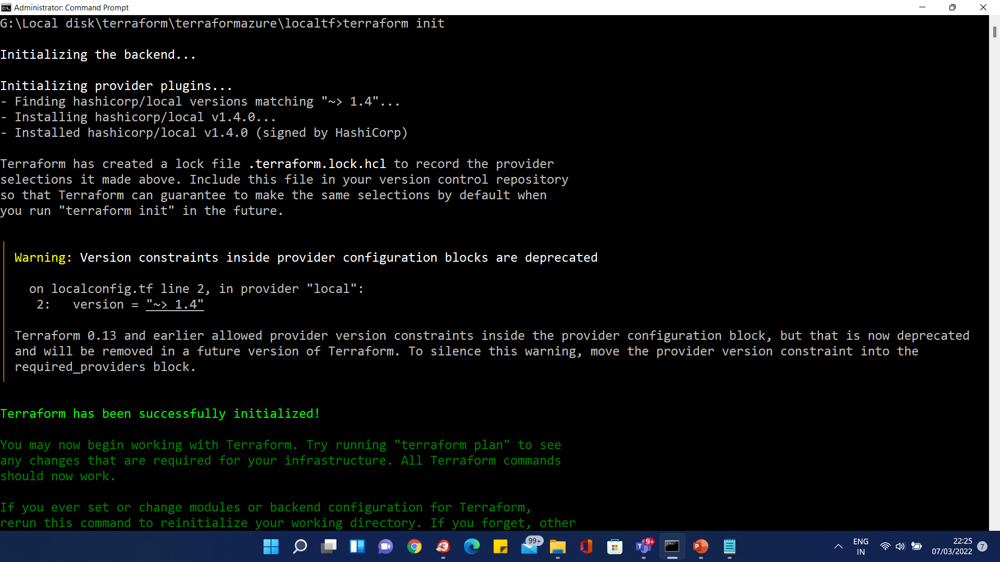 Administrator: Command Prompt
G:\Local disk\terraform\terraformazure\localtf>terraform init
Initializing the backend...
Initializing provider plugins...
- Finding hashicorp/local versions matching "~> 1.4"...
- Installing hashicorp/local v1.4.0...
- Installed hashicorp/local v1.4.0 (signed by HashiCorp)
Terraform has created a lock file .terraform.lock.hcl to record the provider
selections it made above. Include this file in your version control repository
so that Terraform can guarantee to make the same selections by default when
you run "terraform init" in the future.
Warning: Version constraints inside provider configuration blocks are deprecated
on localconfig.tf line 2, in provider "local":
2:   version = "~> 1.4"
Terraform 0.13 and earlier allowed provider version constraints inside the provider configuration block, but that is now deprecated
and will be removed in a future version of Terraform. To silence this warning, move the provider version constraint into the
required_providers block.
Terraform has been successfully initialized!
You may now begin working with Terraform. Try running "terraform plan" to see
any changes that are required for your infrastructure. All Terraform commands
should now work.
If you ever set or change modules or backend configuration for Terraform,
rerun this command to reinitialize your working directory. If you forget, other
99+
9+
ENG
IN
22:25
07/03/2022
7